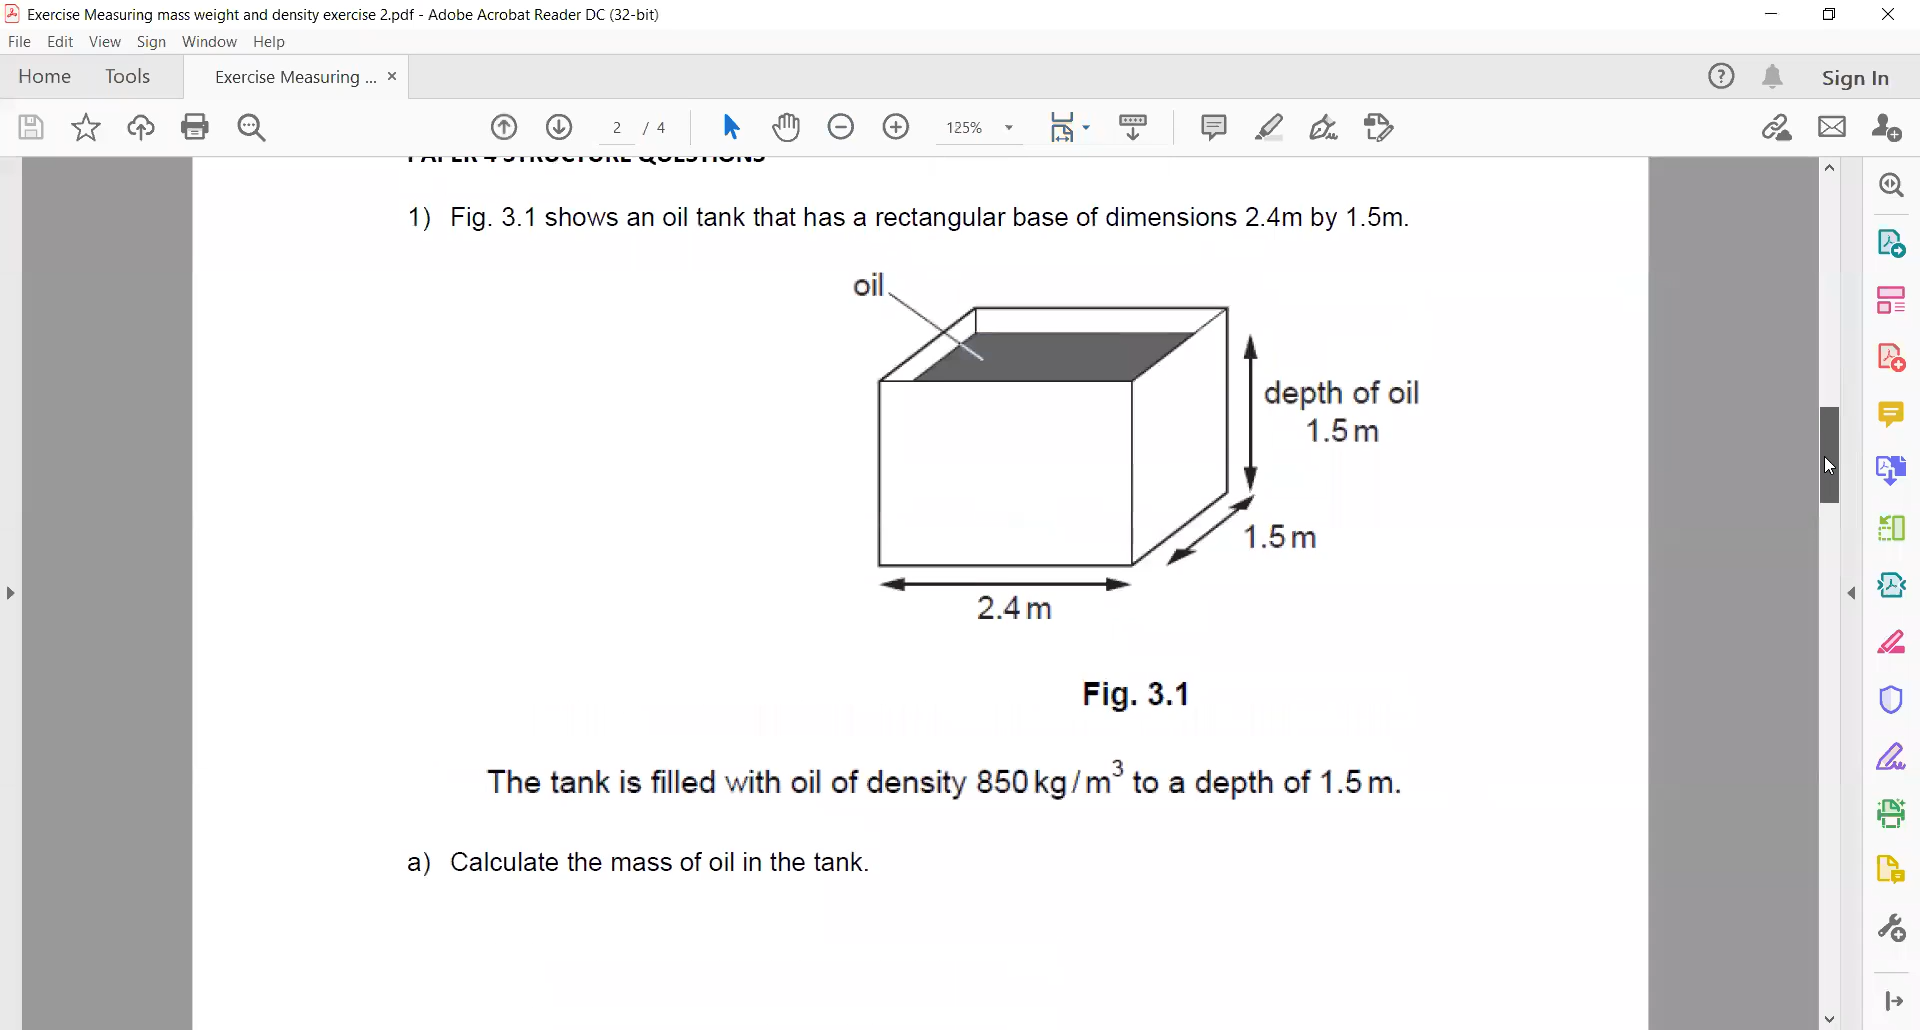 Exercise Measuring mass weight and density exercise 2.pdf - Adobe Acrobat Reader DC (32-bit)
File Edit View Sign Window Help
Home Tools Exercise Measuring ... × Sign In
2 / 4 125%
PAPER 4 STRUCTURE QUESTIONS
1) Fig. 3.1 shows an oil tank that has a rectangular base of dimensions 2.4m by 1.5m.
oil
depth of oil
1.5 m
1.5 m
2.4 m
Fig. 3.1
The tank is filled with oil of density 850 kg / m³ to a depth of 1.5 m.
a) Calculate the mass of oil in the tank.